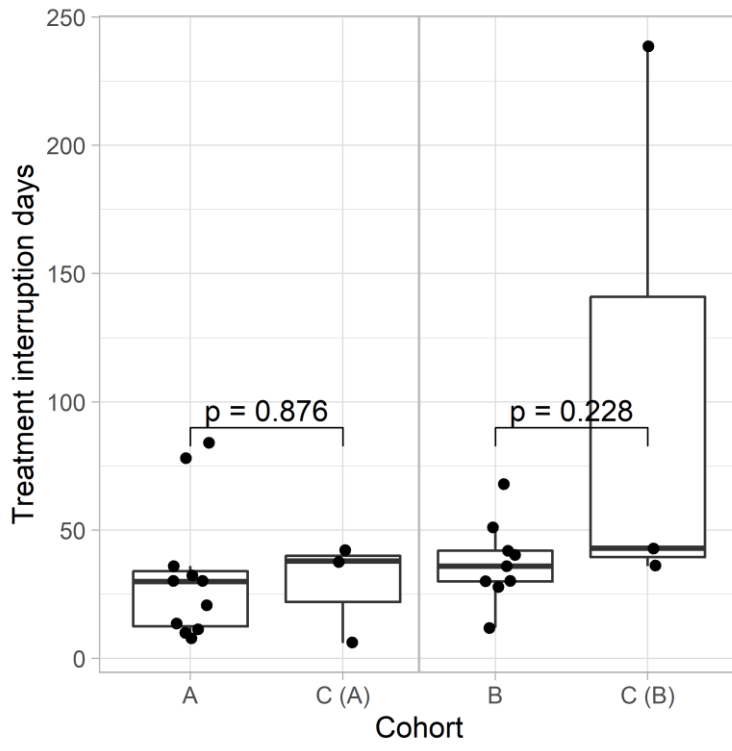 Treatment interruption days
250
200
150
100
50
0
p = 0.876
p = 0.228
A
C (A)
B
C (B)
Cohort